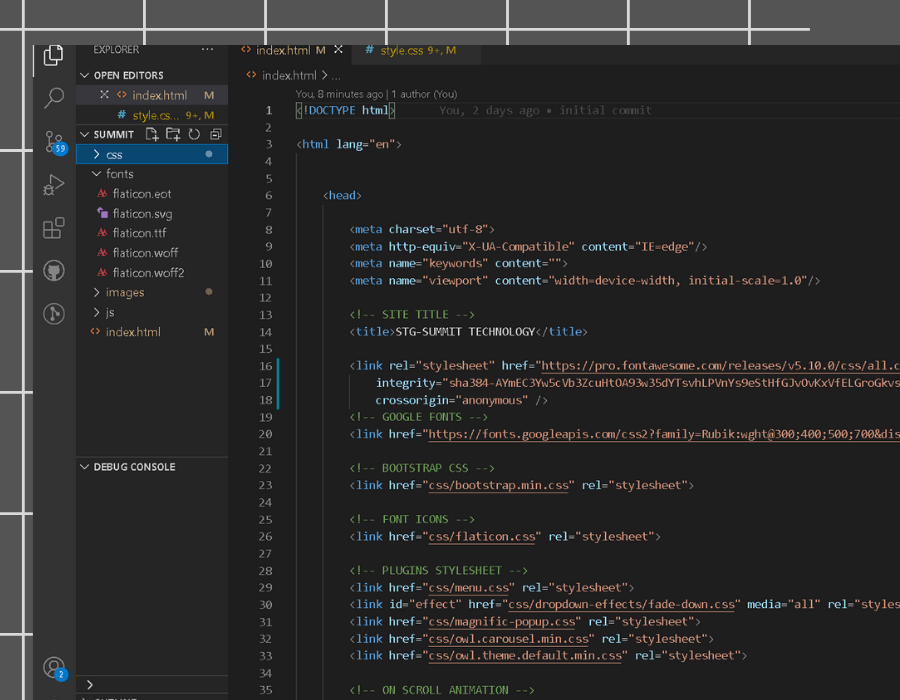 EXPLORER ...
OPEN EDITORS
index.html M
style.cs... 9+, M
SUMMIT
59
css
fonts
flaticon.eot
flaticon.svg
flaticon.ttf
flaticon.woff
flaticon.woff2
images
js
index.html M
DEBUG CONSOLE
2
index.html M
style.css 9+, M
index.html > ...
You, 8 minutes ago | 1 author (You)
1 <!DOCTYPE html> You, 2 days ago • initial commit
2
3 <html lang="en">
4
5
6 <head>
7
8 <meta charset="utf-8">
9 <meta http-equiv="X-UA-Compatible" content="IE=edge"/>
10 <meta name="keywords" content="">
11 <meta name="viewport" content="width=device-width, initial-scale=1.0"/>
12
13 <!-- SITE TITLE -->
14 <title>STG-SUMMIT TECHNOLOGY</title>
15
16 <link rel="stylesheet" href="https://pro.fontawesome.com/releases/v5.10.0/css/all.c
17 integrity="sha384-AYmEC3Yw5cVb3ZcuHtOA93w35dYTsvhLPVnYs9eStHfGJvOvKxVfELGroGkvs
18 crossorigin="anonymous" />
19 <!-- GOOGLE FONTS -->
20 <link href="https://fonts.googleapis.com/css2?family=Rubik:wght@300;400;500;700&dis
21
22 <!-- BOOTSTRAP CSS -->
23 <link href="css/bootstrap.min.css" rel="stylesheet">
24
25 <!-- FONT ICONS -->
26 <link href="css/flaticon.css" rel="stylesheet">
27
28 <!-- PLUGINS STYLESHEET -->
29 <link href="css/menu.css" rel="stylesheet">
30 <link id="effect" href="css/dropdown-effects/fade-down.css" media="all" rel="styles
31 <link href="css/magnific-popup.css" rel="stylesheet">
32 <link href="css/owl.carousel.min.css" rel="stylesheet">
33 <link href="css/owl.theme.default.min.css" rel="stylesheet">
34
35 <!-- ON SCROLL ANIMATION -->